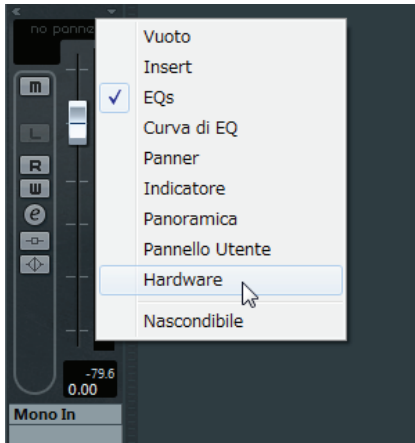 no panne
Vuoto
Insert
EQs
Curva di EQ
Panner
Indicatore
Panoramica
Pannello Utente
Hardware
Nascondibile
m
L
R
W
e
-79.6
0.00
Mono In